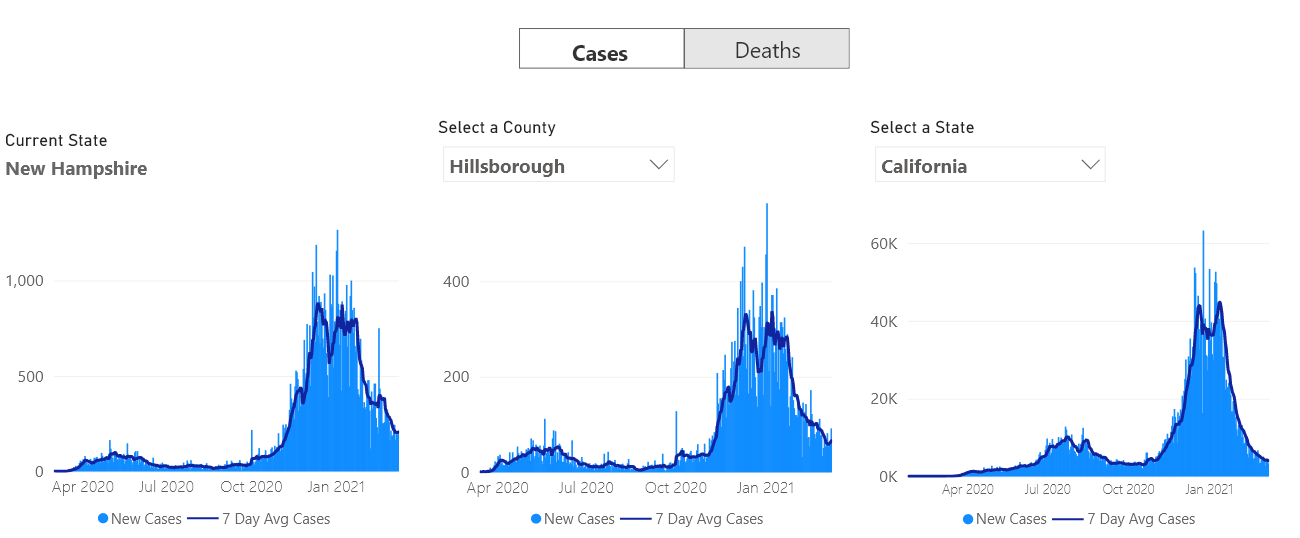 Cases Deaths
Current State
New Hampshire
Select a County
Hillsborough
Select a State
California
1,000
500
0
Apr 2020 Jul 2020 Oct 2020 Jan 2021
New Cases 7 Day Avg Cases
400
200
0
Apr 2020 Jul 2020 Oct 2020 Jan 2021
New Cases 7 Day Avg Cases
60K
40K
20K
0K
Apr 2020 Jul 2020 Oct 2020 Jan 2021
New Cases 7 Day Avg Cases